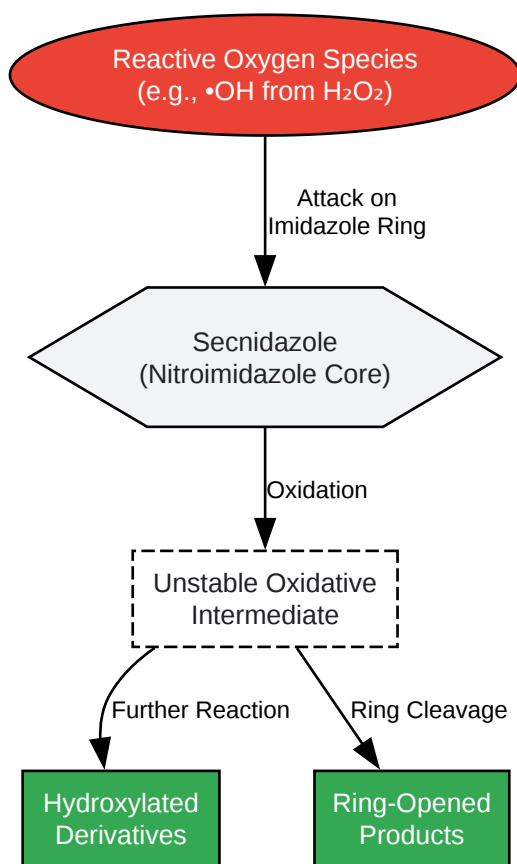 Reactive Oxygen Species
(e.g., •OH from H₂O₂)
Attack on
Imidazole Ring
Secnidazole
(Nitroimidazole Core)
Oxidation
Unstable Oxidative
Intermediate
Further Reaction
Ring Cleavage
Hydroxylated
Derivatives
Ring-Opened
Products